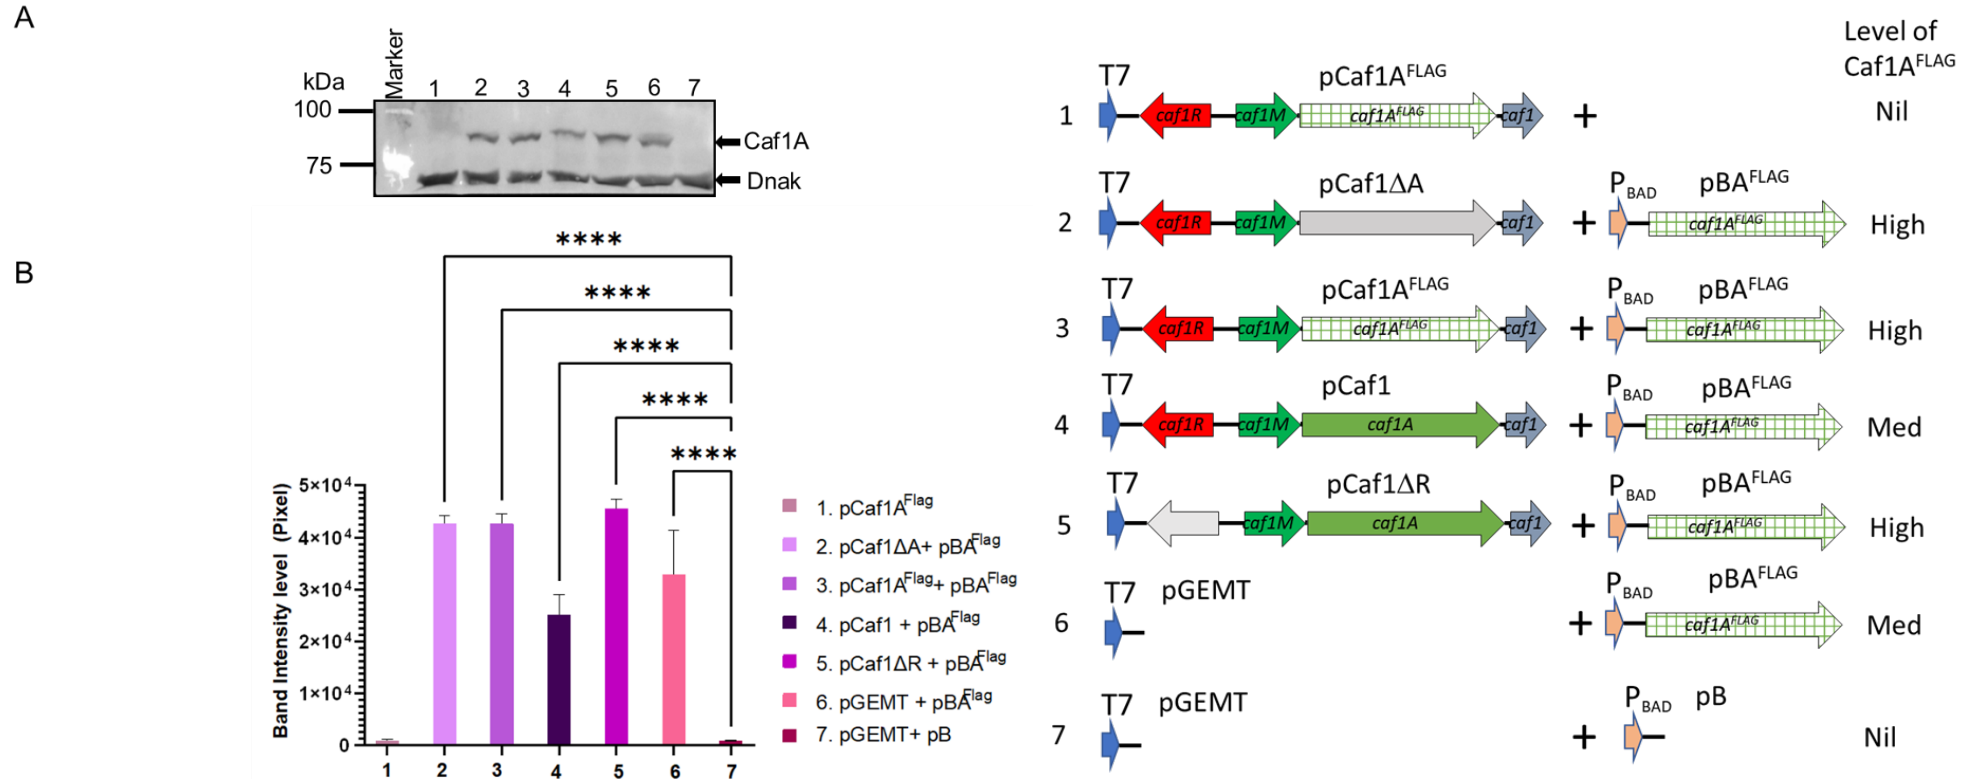 A
kDa
Marker
1 2 3 4 5 6 7
100
75
Caf1A
Dnak
B
****
****
****
****
****
Band Intensity level (Pixel)
5×10⁴
4×10⁴
3×10⁴
2×10⁴
1×10⁴
0
1 2 3 4 5 6 7
1. pCaf1A^Flag
2. pCaf1ΔA+ pBA^Flag
3. pCaf1A^Flag+ pBA^Flag
4. pCaf1 + pBA^Flag
5. pCaf1ΔR + pBA^Flag
6. pGEMT + pBA^Flag
7. pGEMT+ pB
Level of
Caf1A^FLAG
T7 pCaf1A^FLAG
1 caf1R caf1M caf1A^FLAG caf1 + Nil
T7 pCaf1ΔA P_BAD pBA^FLAG
2 caf1R caf1M caf1 + caf1A^FLAG High
T7 pCaf1A^FLAG P_BAD pBA^FLAG
3 caf1R caf1M caf1A^FLAG caf1 + caf1A^FLAG High
T7 pCaf1 P_BAD pBA^FLAG
4 caf1R caf1M caf1A caf1 + caf1A^FLAG Med
T7 pCaf1ΔR P_BAD pBA^FLAG
5 caf1M caf1A caf1 + caf1A^FLAG High
T7 pGEMT P_BAD pBA^FLAG
6 + caf1A^FLAG Med
T7 pGEMT P_BAD pB
7 + Nil